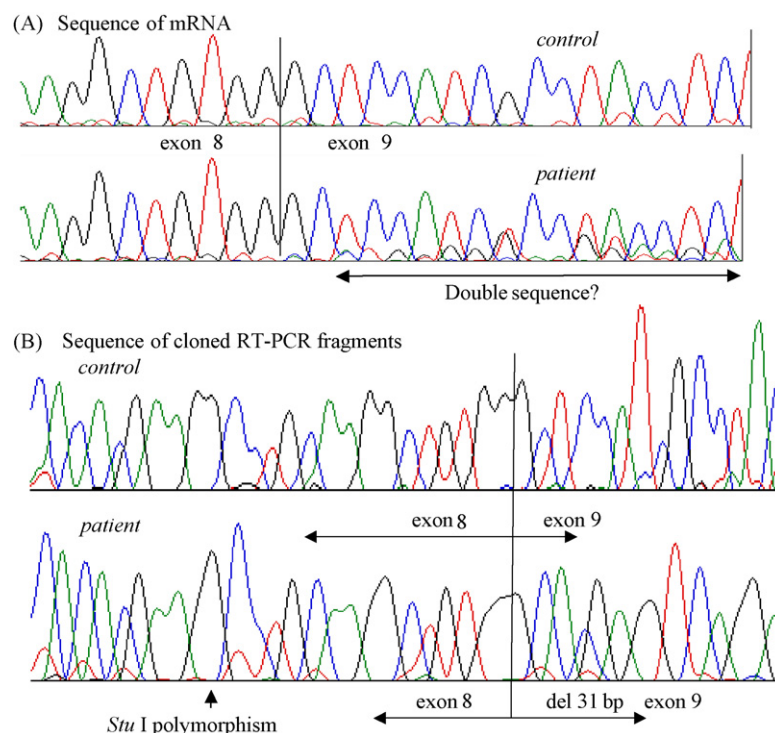 (A) Sequence of mRNA
control
exon 8 exon 9
patient
Double sequence?
(B) Sequence of cloned RT-PCR fragments
control
exon 8 exon 9
patient
exon 8 del 31 bp exon 9
Stu I polymorphism